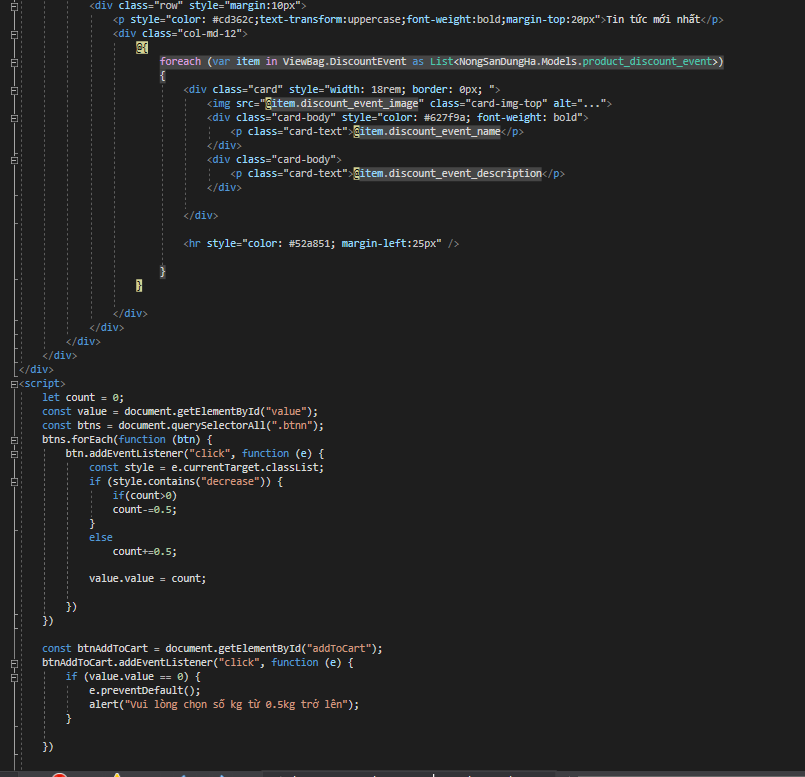 <div class="row" style="margin:10px">
<p style="color: #cd362c;text-transform:uppercase;font-weight:bold;margin-top:20px">Tin tức mới nhất</p>
<div class="col-md-12">
@{
foreach (var item in ViewBag.DiscountEvent as List<NongSanDungHa.Models.product_discount_event>)
{
<div class="card" style="width: 18rem; border: 0px; ">
<img src="@item.discount_event_image" class="card-img-top" alt="...">
<div class="card-body" style="color: #627f9a; font-weight: bold">
<p class="card-text">@item.discount_event_name</p>
</div>
<div class="card-body">
<p class="card-text">@item.discount_event_description</p>
</div>
</div>
<hr style="color: #52a851; margin-left:25px" />
}
}
</div>
</div>
</div>
</div>
</div>
<script>
let count = 0;
const value = document.getElementById("value");
const btns = document.querySelectorAll(".btnn");
btns.forEach(function (btn) {
btn.addEventListener("click", function (e) {
const style = e.currentTarget.classList;
if (style.contains("decrease")) {
if(count>0)
count-=0.5;
}
else
count+=0.5;
value.value = count;
})
})
const btnAddToCart = document.getElementById("addToCart");
btnAddToCart.addEventListener("click", function (e) {
if (value.value == 0) {
e.preventDefault();
alert("Vui lòng chọn số kg từ 0.5kg trở lên");
}
})